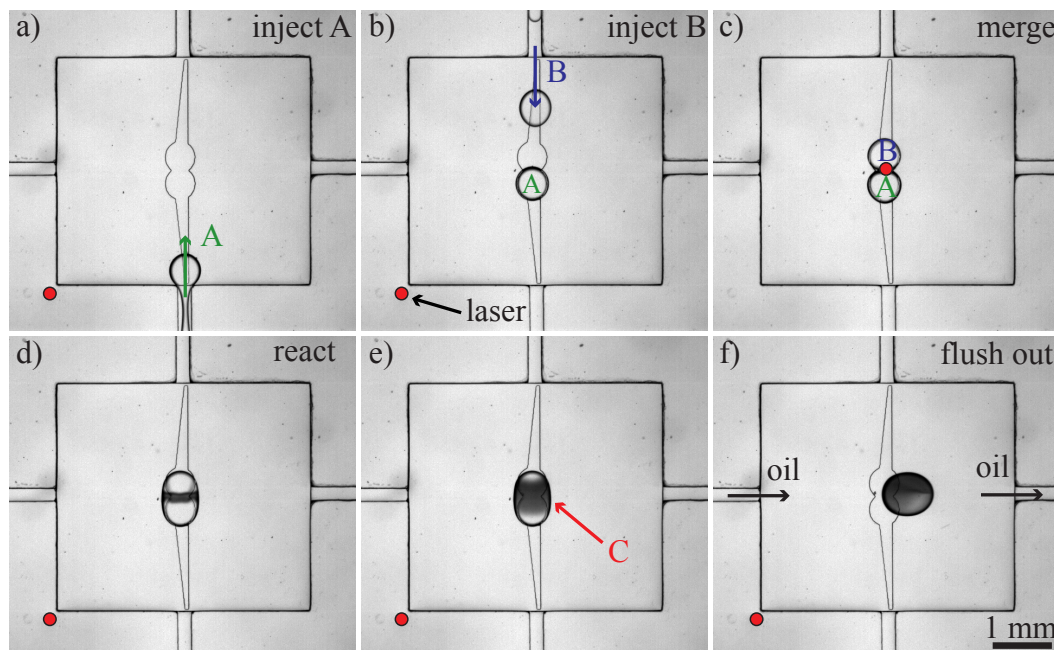 a) inject A
A
b) inject B
B
A
laser
c) merge
B
A
d) react
e)
C
f) flush out
oil oil
1 mm